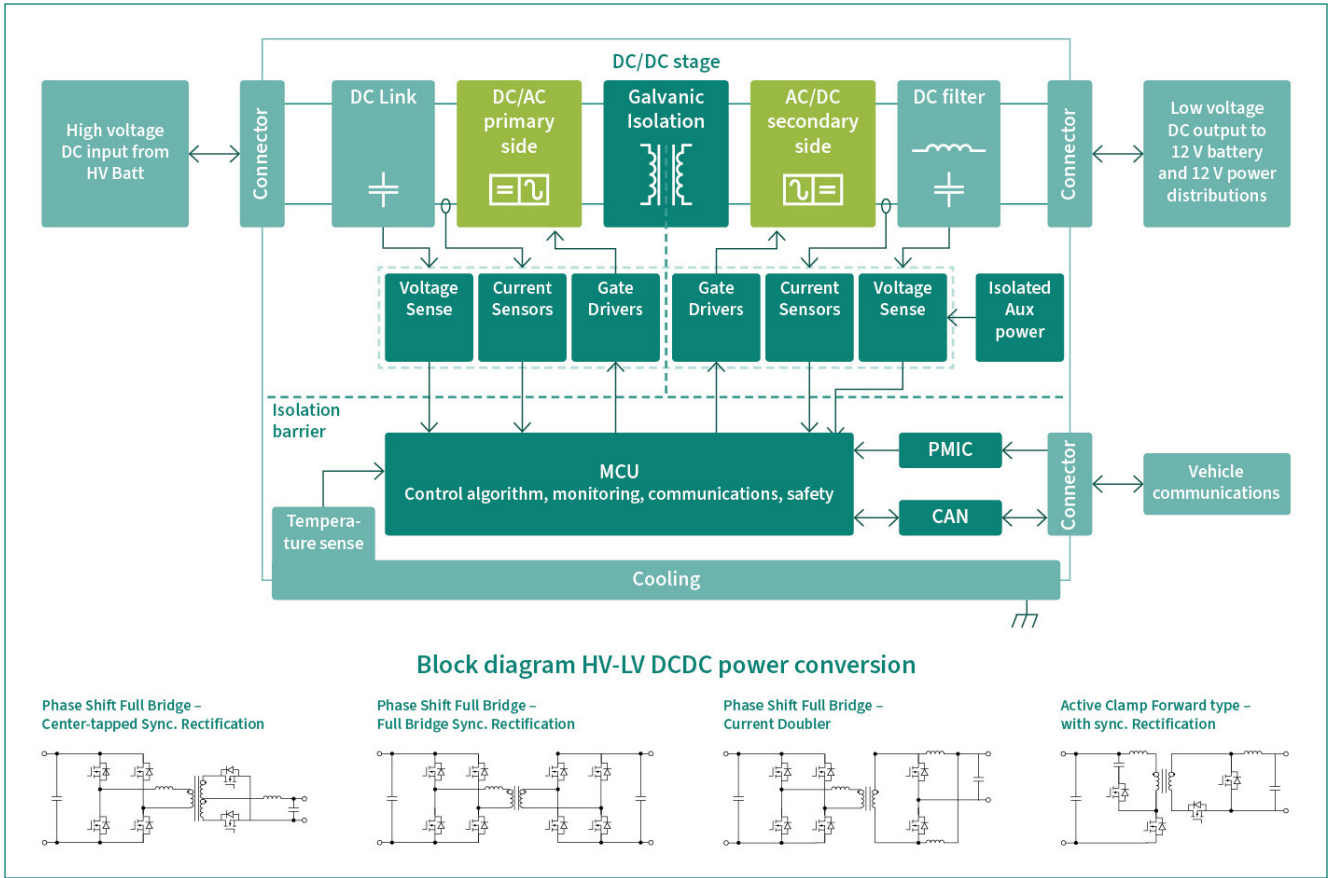 DC/DC stage
High voltage
DC input from
HV Batt
Connector
DC Link
DC/AC
primary
side
Galvanic
Isolation
AC/DC
secondary
side
DC filter
Connector
Low voltage
DC output to
12 V battery
and 12 V power
distributions
Voltage
Sense
Current
Sensors
Gate
Drivers
Gate
Drivers
Current
Sensors
Voltage
Sense
Isolated
Aux
power
Isolation
barrier
MCU
Control algorithm, monitoring, communications, safety
PMIC
CAN
Connector
Vehicle
communications
Tempera-
ture sense
Cooling
Block diagram HV-LV DCDC power conversion
Phase Shift Full Bridge –
Center-tapped Sync. Rectification
Phase Shift Full Bridge –
Full Bridge Sync. Rectification
Phase Shift Full Bridge –
Current Doubler
Active Clamp Forward type –
with sync. Rectification